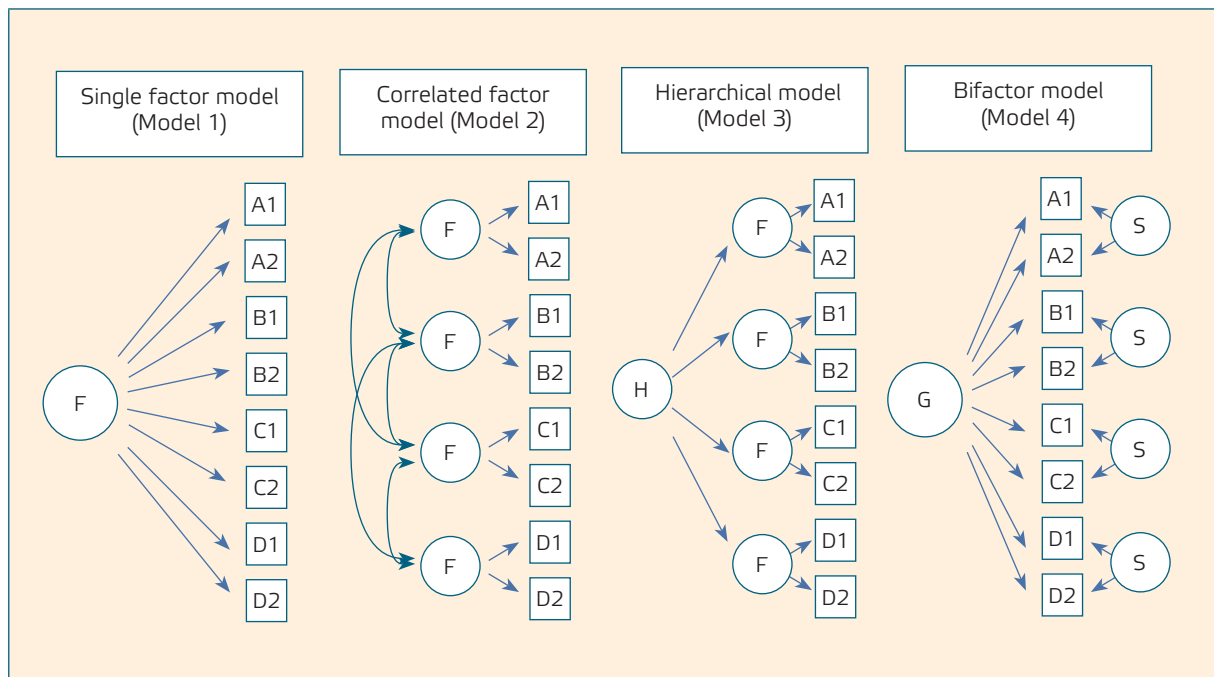 Single factor model
(Model 1)
Correlated factor
model (Model 2)
Hierarchical model
(Model 3)
Bifactor model
(Model 4)
F
A1
A2
B1
B2
C1
C2
D1
D2
F
F
F
F
A1
A2
B1
B2
C1
C2
D1
D2
H
F
F
F
F
A1
A2
B1
B2
C1
C2
D1
D2
G
A1
A2
B1
B2
C1
C2
D1
D2
S
S
S
S